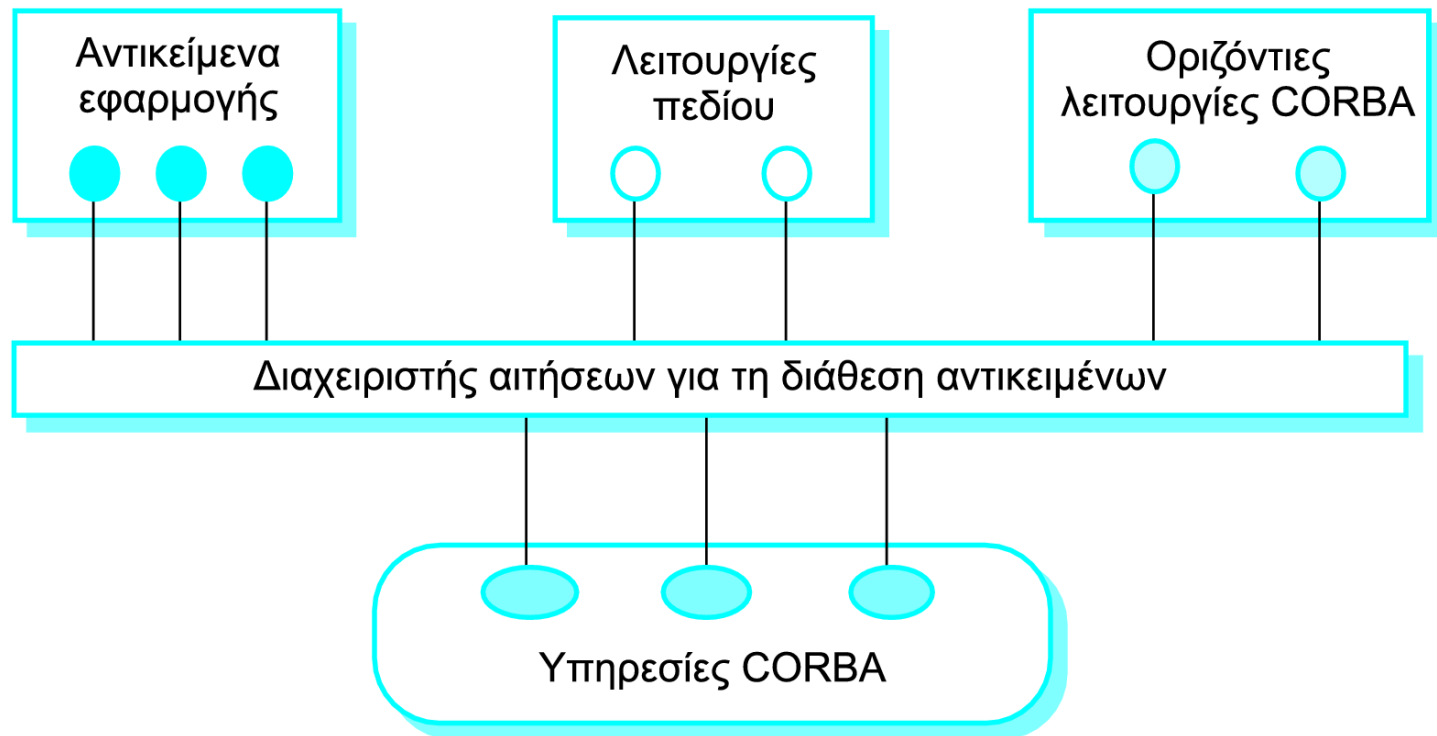 Αντικείμενα
εφαρμογής
Λειτουργίες
πεδίου
Οριζόντιες
λειτουργίες CORBA
Διαχειριστής αιτήσεων για τη διάθεση αντικειμένων
Υπηρεσίες CORBA